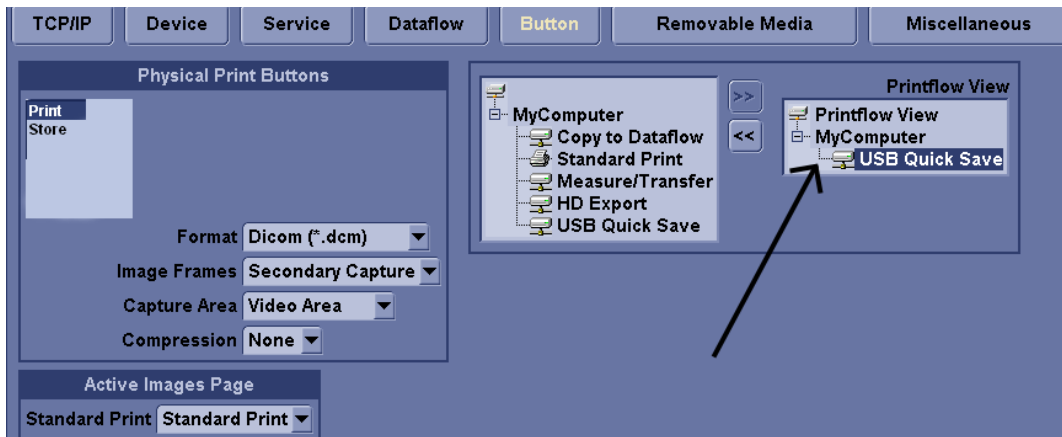 TCP/IP Device Service Dataflow Button Removable Media Miscellaneous
Physical Print Buttons
Print
Store
Format Dicom (*.dcm)
Image Frames Secondary Capture
Capture Area Video Area
Compression None
Active Images Page
Standard Print Standard Print
MyComputer
Copy to Dataflow
Standard Print
Measure/Transfer
HD Export
USB Quick Save
>>
<<
Printflow View
Printflow View
MyComputer
USB Quick Save